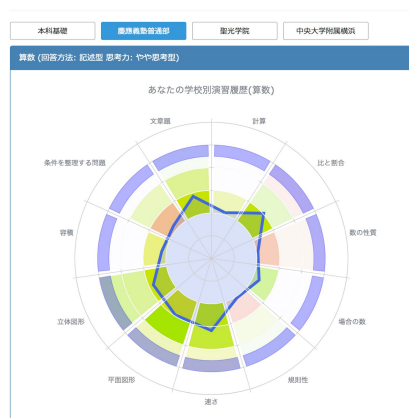 本科基礎
慶應義塾普通部
聖光学院
中央大学附属横浜
算数 (回答方法: 記述型 思考力: やや思考型)
あなたの学校別演習履歴(算数)
文章題
計算
条件を整理する問題
比と割合
容積
数の性質
立体図形
場合の数
平面図形
規則性
速さ